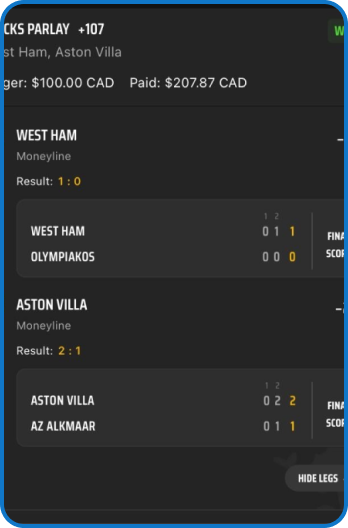 CKS PARLAY +107
W
st Ham, Aston Villa
ger: $100.00 CAD Paid: $207.87 CAD
WEST HAM
–
Moneyline
Result: 1 : 0
1 2
WEST HAM 0 1 1
OLYMPIAKOS 0 0 0
FINA
SCOR
ASTON VILLA
Moneyline
Result: 2 : 1
1 2
ASTON VILLA 0 2 2
AZ ALKMAAR 0 1 1
FINA
SCOR
HIDE LEGS